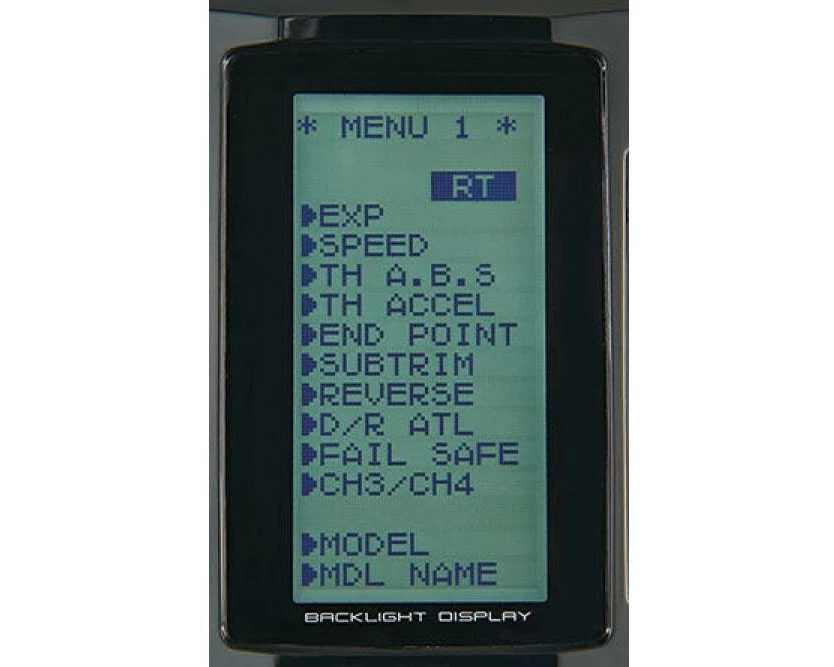 * MENU 1 *
RT
EXP
SPEED
TH A.B.S
TH ACCEL
END POINT
SUBTRIM
REVERSE
D/R ATL
FAIL SAFE
CH3/CH4
MODEL
MDL NAME
BACKLIGHT DISPLAY